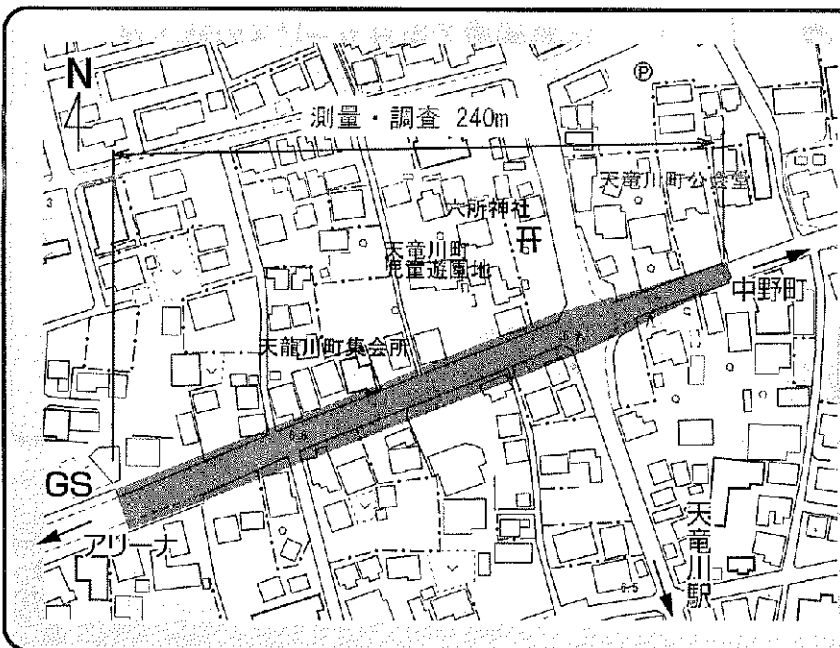 N
測量・調査 240m
P
天竜川町公会堂
六所神社
天竜川町
児童遊園地
中野町
天龍川町集会所
GS
アリーナ
天竜川駅